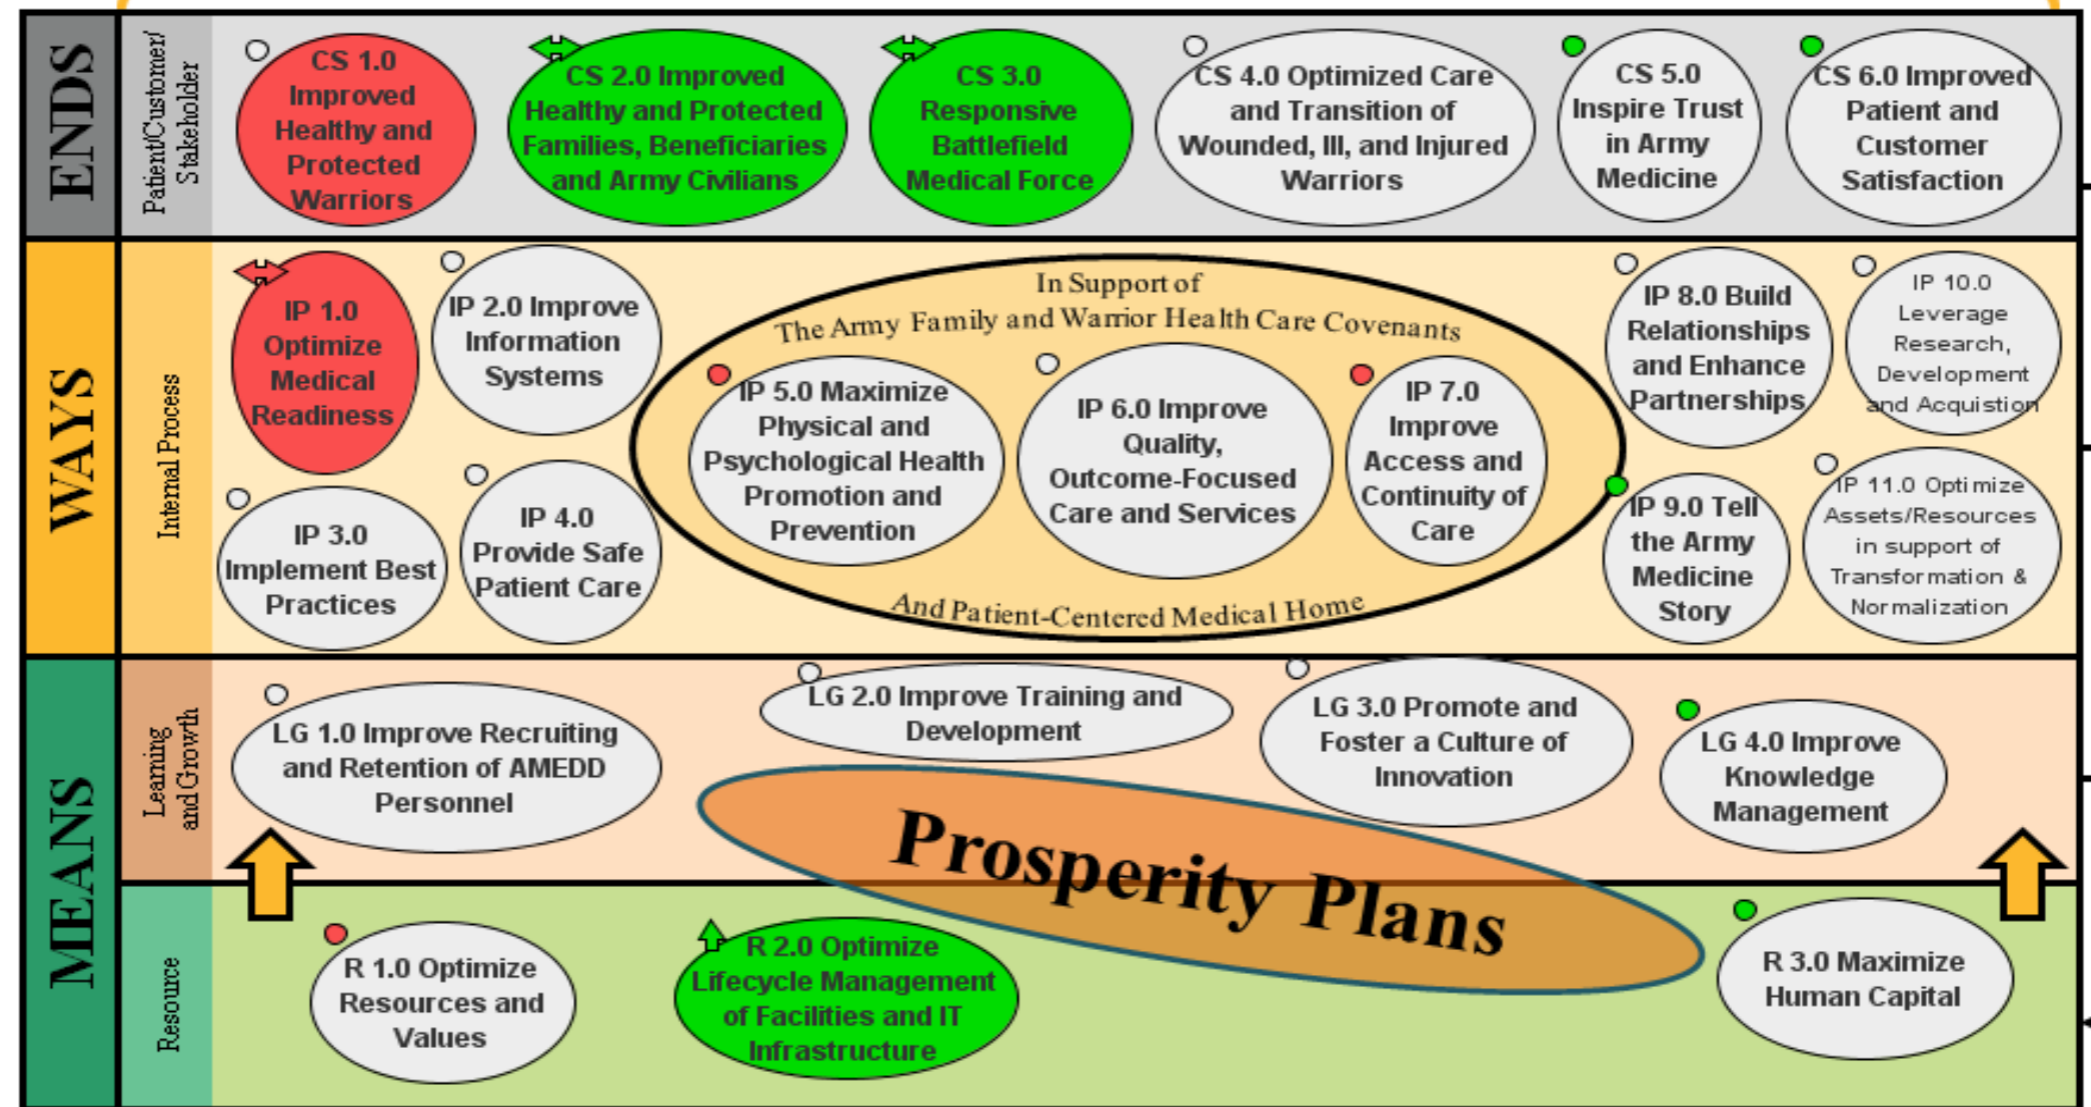 ENDS
Patient/Customer/
Stakeholder
CS 1.0
Improved
Healthy and
Protected
Warriors
CS 2.0 Improved
Healthy and Protected
Families, Beneficiaries
and Army Civilians
CS 3.0
Responsive
Battlefield
Medical Force
CS 4.0 Optimized Care
and Transition of
Wounded, Ill, and Injured
Warriors
CS 5.0
Inspire Trust
in Army
Medicine
CS 6.0 Improved
Patient and
Customer
Satisfaction
WAYS
Internal Process
IP 1.0
Optimize
Medical
Readiness
IP 2.0 Improve
Information
Systems
IP 3.0
Implement Best
Practices
IP 4.0
Provide Safe
Patient Care
In Support of
The Army Family and Warrior Health Care Covenants
IP 5.0 Maximize
Physical and
Psychological Health
Promotion and
Prevention
IP 6.0 Improve
Quality,
Outcome-Focused
Care and Services
IP 7.0
Improve
Access and
Continuity of
Care
And Patient-Centered Medical Home
IP 8.0 Build
Relationships
and Enhance
Partnerships
IP 9.0 Tell
the Army
Medicine
Story
IP 10.0
Leverage
Research,
Development
and Acquistion
IP 11.0 Optimize
Assets/Resources
in support of
Transformation &
Normalization
MEANS
Learning
and Growth
LG 1.0 Improve Recruiting
and Retention of AMEDD
Personnel
LG 2.0 Improve Training and
Development
LG 3.0 Promote and
Foster a Culture of
Innovation
LG 4.0 Improve
Knowledge
Management
Prosperity Plans
Resource
R 1.0 Optimize
Resources and
Values
R 2.0 Optimize
Lifecycle Management
of Facilities and IT
Infrastructure
R 3.0 Maximize
Human Capital